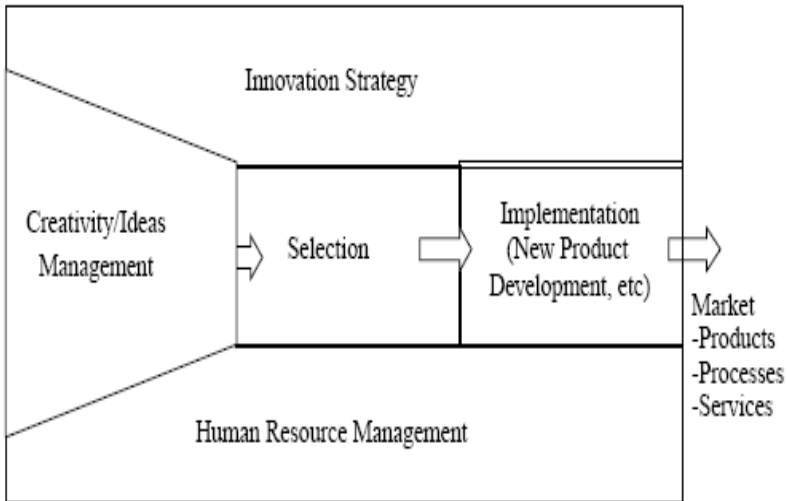 Innovation Strategy
Creativity/Ideas
Management
Selection
Implementation
(New Product
Development, etc)
Market
-Products
-Processes
-Services
Human Resource Management